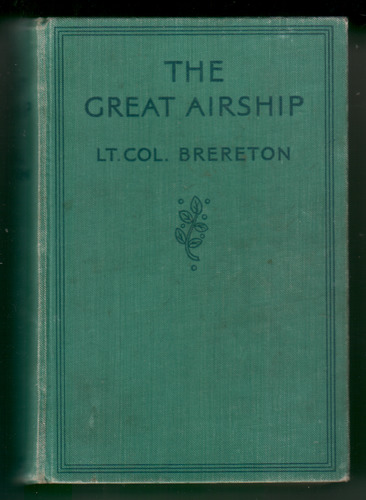 THE
GREAT AIRSHIP
LT. COL. BRERETON